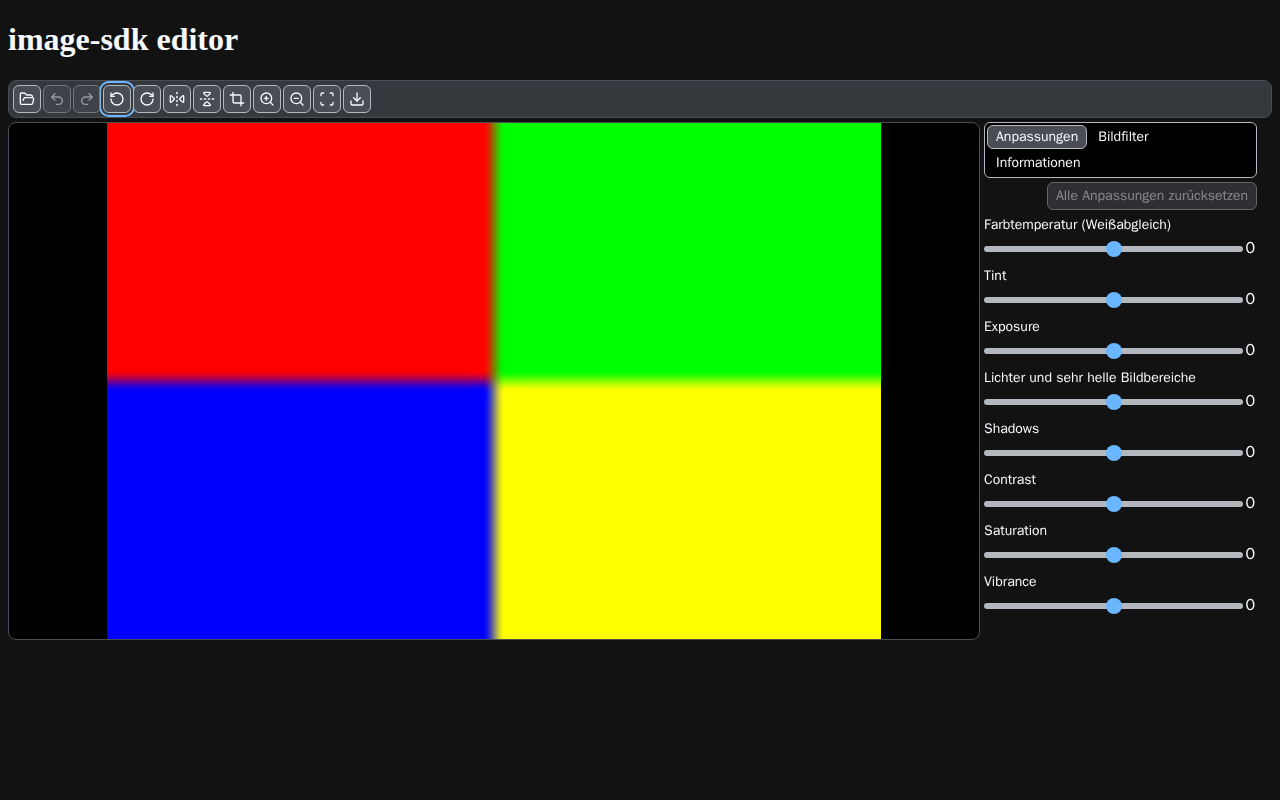 image-sdk editor
Anpassungen Bildfilter
Informationen
Alle Anpassungen zurücksetzen
Farbtemperatur (Weißabgleich)
0
Tint
0
Exposure
0
Lichter und sehr helle Bildbereiche
0
Shadows
0
Contrast
0
Saturation
0
Vibrance
0